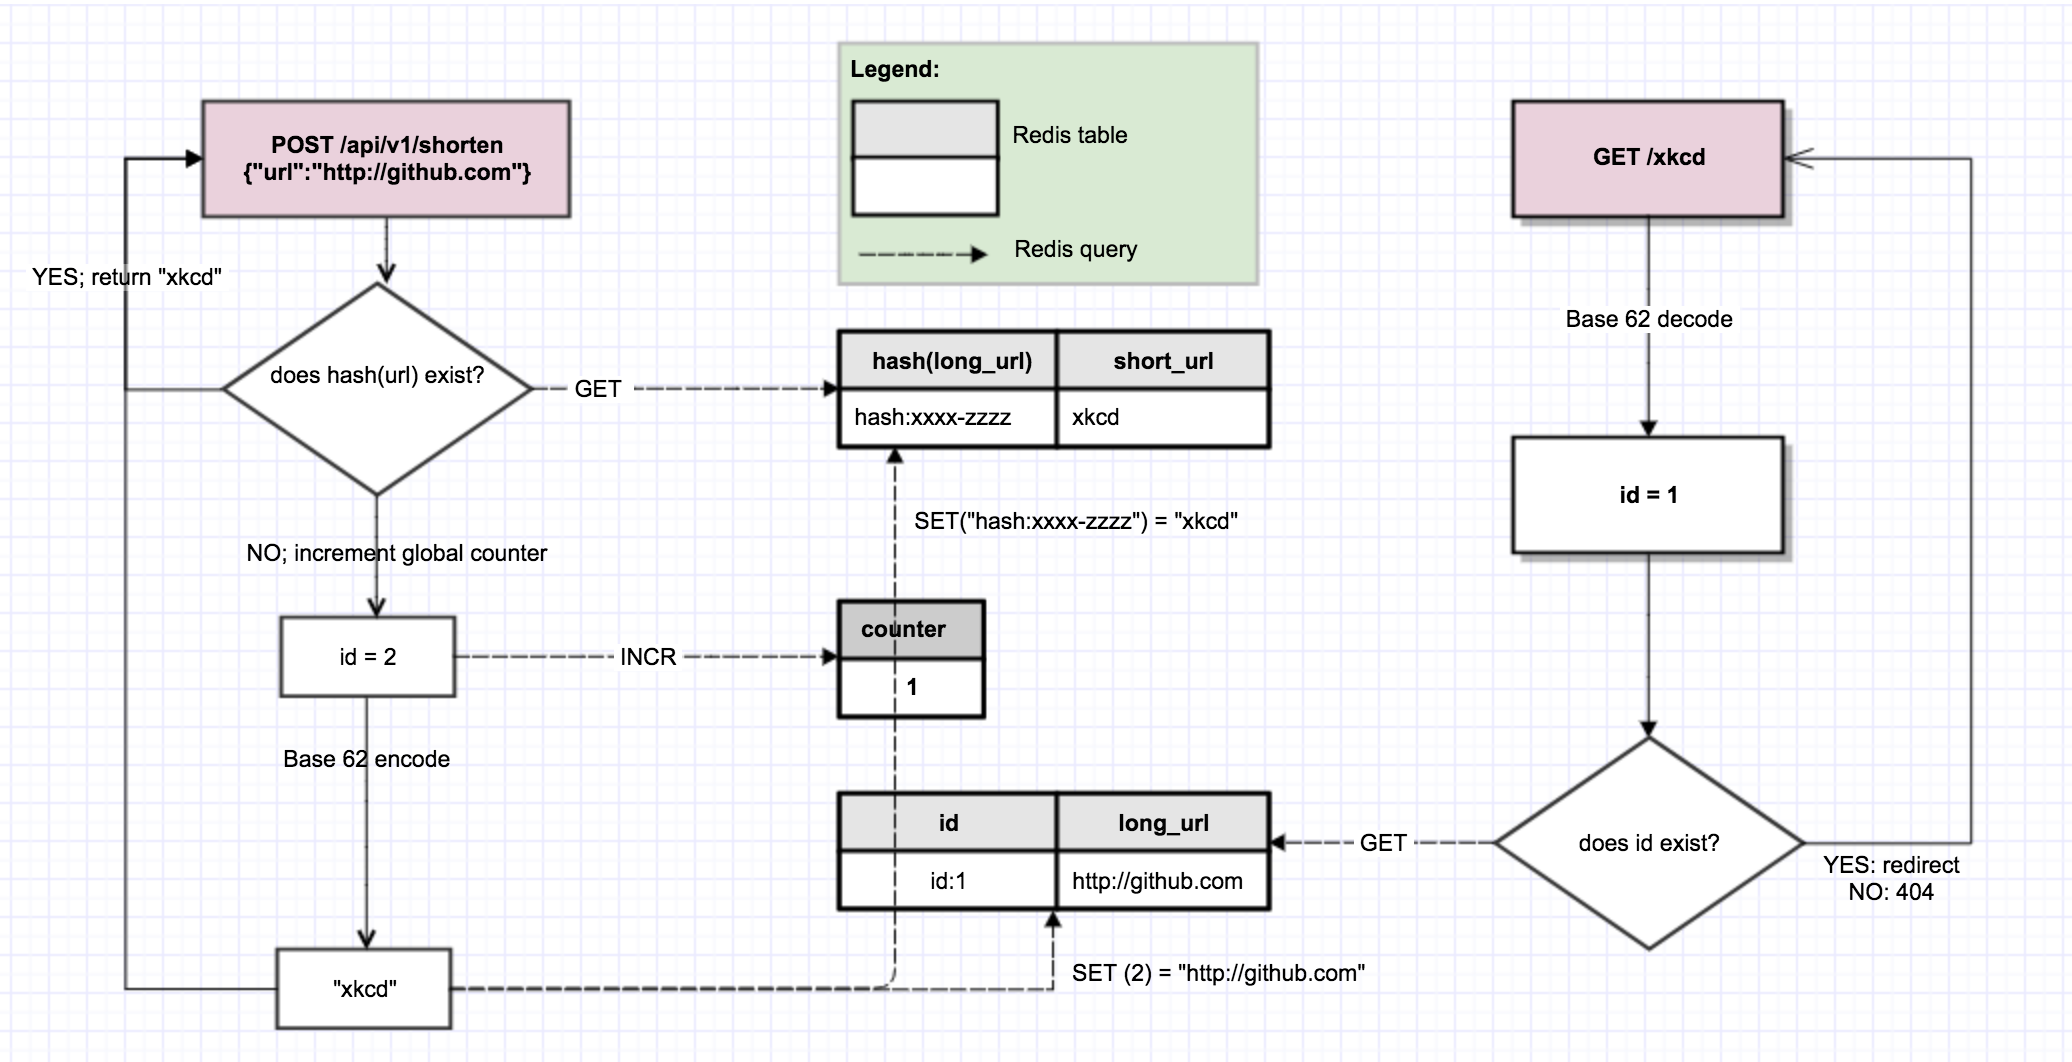 Legend:
Redis table
Redis query
POST /api/v1/shorten
{"url":"http://github.com"}
YES; return "xkcd"
does hash(url) exist?
GET
hash(long_url)
short_url
hash:xxxx-zzzz
xkcd
SET("hash:xxxx-zzzz") = "xkcd"
NO; increment global counter
id = 2
INCR
counter
1
Base 62 encode
id
long_url
id:1
http://github.com
"xkcd"
SET (2) = "http://github.com"
GET /xkcd
Base 62 decode
id = 1
does id exist?
GET
YES: redirect
NO: 404